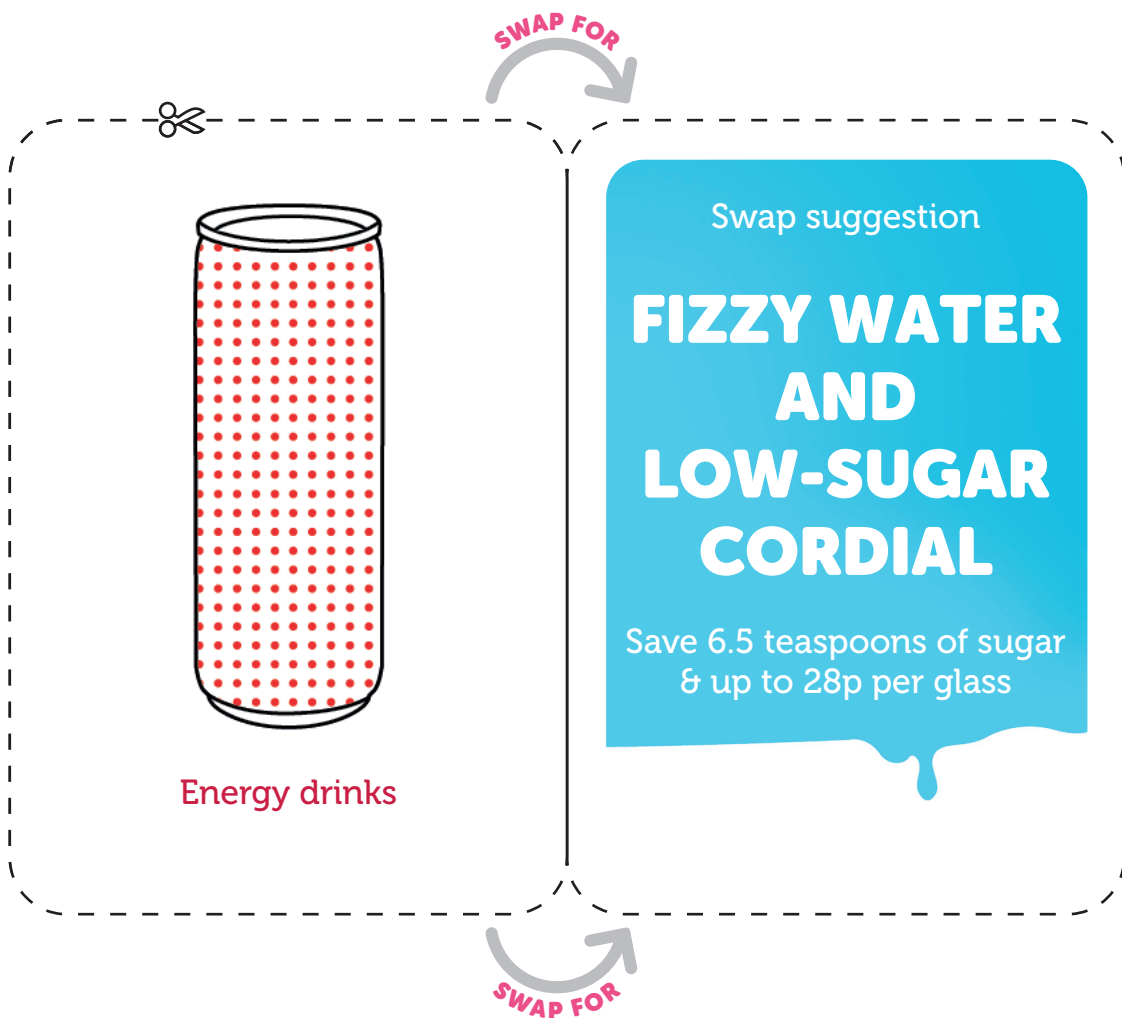 SWAP FOR
Energy drinks
Swap suggestion
FIZZY WATER
AND
LOW-SUGAR
CORDIAL
Save 6.5 teaspoons of sugar
& up to 28p per glass
SWAP FOR